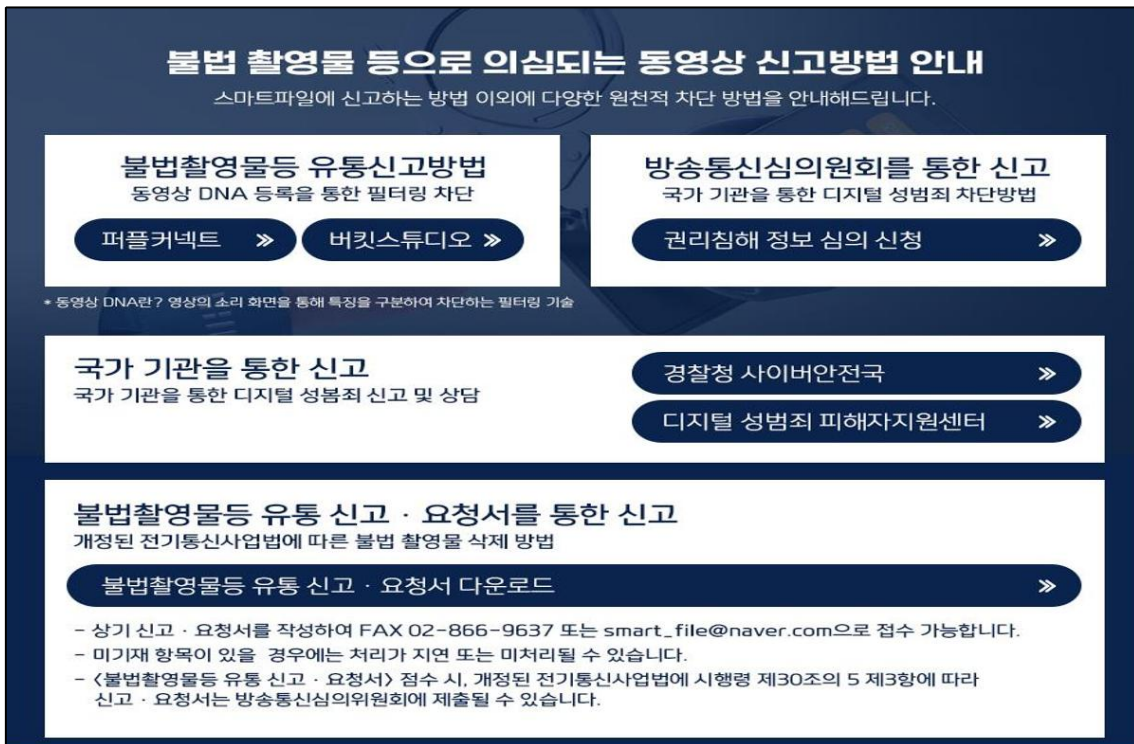 불법 촬영물 등으로 의심되는 동영상 신고방법 안내
스마트파일에 신고하는 방법 이외에 다양한 원천적 차단 방법을 안내해드립니다.
불법촬영물등 유통신고방법
동영상 DNA 등록을 통한 필터링 차단
퍼플커넥트 »
버킷스튜디오 »
방송통신심의원회를 통한 신고
국가 기관을 통한 디지털 성범죄 차단방법
권리침해 정보 심의 신청 »
* 동영상 DNA란? 영상의 소리 화면을 통해 특징을 구분하여 차단하는 필터링 기술
국가 기관을 통한 신고
국가 기관을 통한 디지털 성봄죄 신고 및 상담
경찰청 사이버안전국 »
디지털 성범죄 피해자지원센터 »
불법촬영물등 유통 신고 · 요청서를 통한 신고
개정된 전기통신사업법에 따른 불법 촬영물 삭제 방법
불법촬영물등 유통 신고 · 요청서 다운로드 »
- 상기 신고 · 요청서를 작성하여 FAX 02-866-9637 또는 smart_file@naver.com으로 접수 가능합니다.
- 미기재 항목이 있을 경우에는 처리가 지연 또는 미처리될 수 있습니다.
- <불법촬영물등 유통 신고 · 요청서> 점수 시, 개정된 전기통신사업법에 시행령 제30조의 5 제3항에 따라
신고 · 요청서는 방송통신심의위원회에 제출될 수 있습니다.